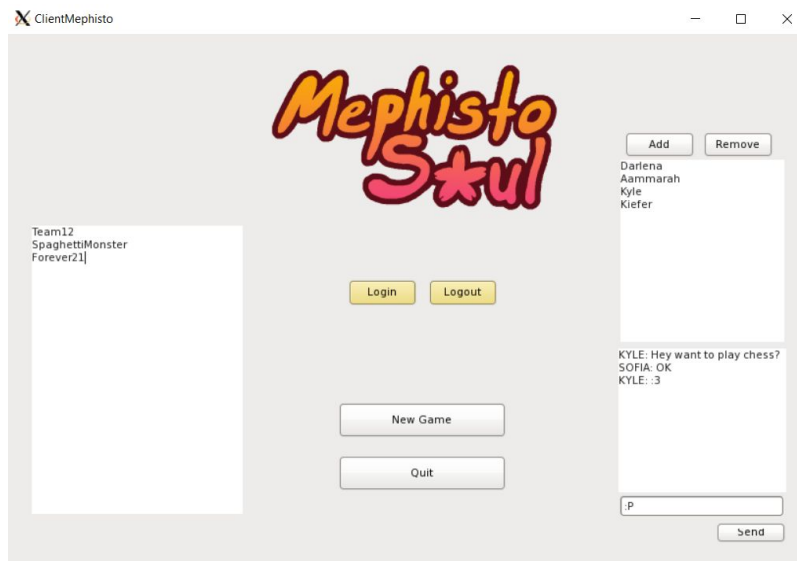 ClientMephisto
Mephisto
Soul
Add
Remove
Darlena
Aammarah
Kyle
Kiefer
Team12
SpaghettiMonster
Forever21
Login
Logout
KYLE: Hey want to play chess?
SOFIA: OK
KYLE: :3
New Game
Quit
:P
Send